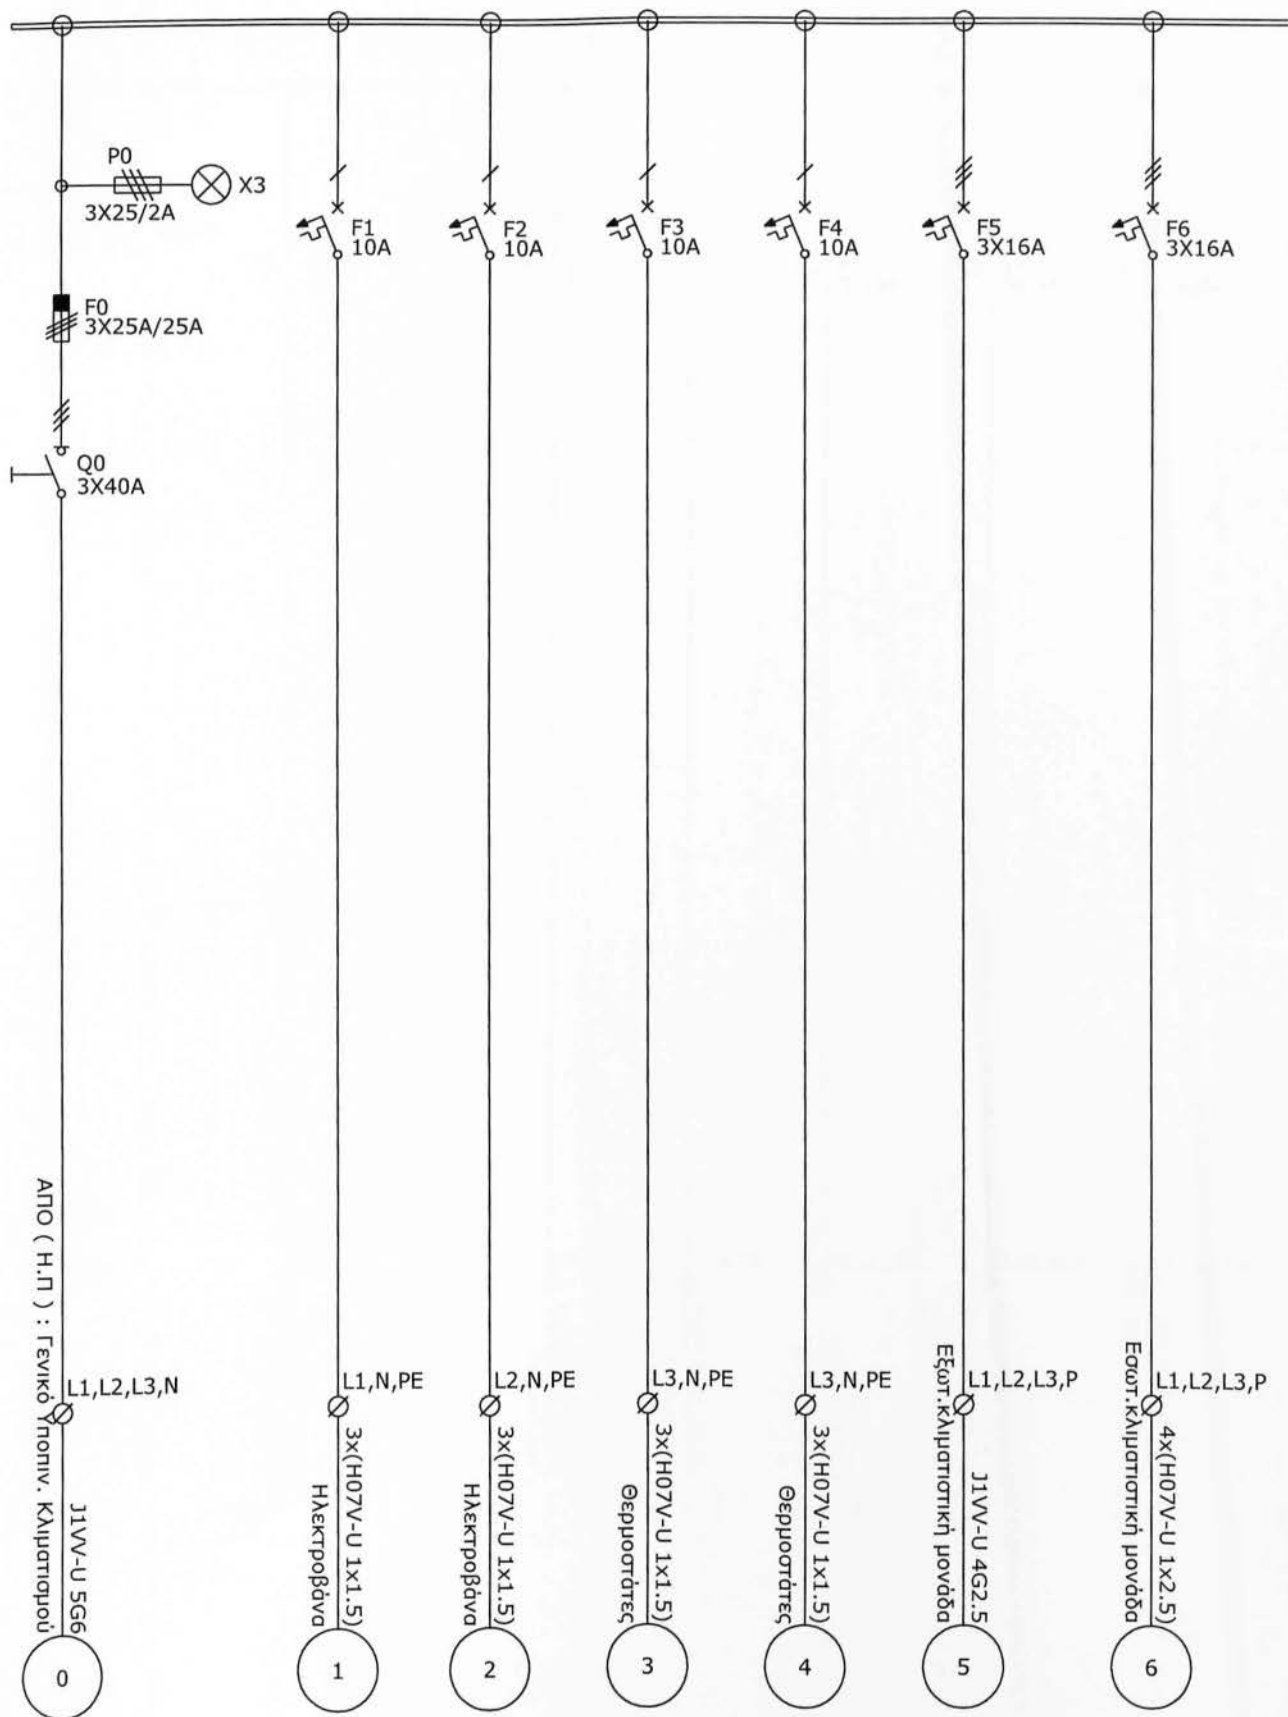 P0
X3
3X25/2A
F0
3X25A/25A
Q0
3X40A
F1
10A
F2
10A
F3
10A
F4
10A
F5
3X16A
F6
3X16A
L1,L2,L3,N
ΑΠΟ ( Η.Π ) : Γενικό Υποπιν. Κλιματισμού
J1VV-U 5G6
0
L1,N,PE
3x(H07V-U 1x1.5)
Ηλεκτροβάνα
1
L2,N,PE
3x(H07V-U 1x1.5)
Ηλεκτροβάνα
2
L3,N,PE
3x(H07V-U 1x1.5)
Θερμοστάτες
3
L3,N,PE
3x(H07V-U 1x1.5)
Θερμοστάτες
4
L1,L2,L3,P
J1VV-U 4G2.5
Εξωτ.κλιματιστική μονάδα
5
L1,L2,L3,P
4x(H07V-U 1x2.5)
Εσωτ.κλιματιστική μονάδα
6